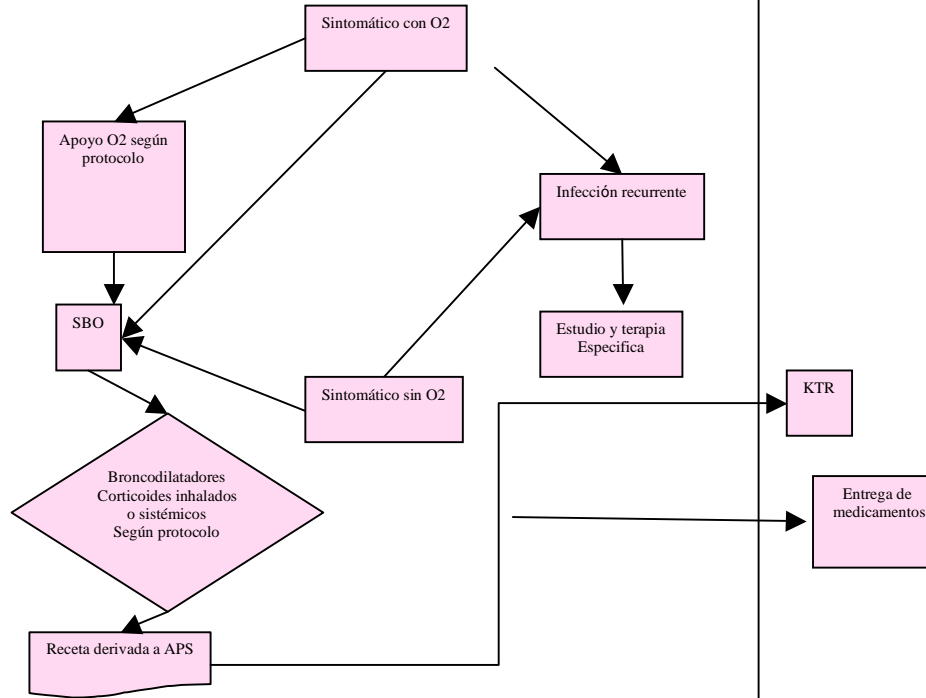 Sintomático con O2
Apoyo O2 según
protocolo
Infección recurrente
SBO
Estudio y terapia
Especifica
Sintomático sin O2
KTR
Broncodilatadores
Corticoides inhalados
o sistémicos
Según protocolo
Entrega de
medicamentos
Receta derivada a APS